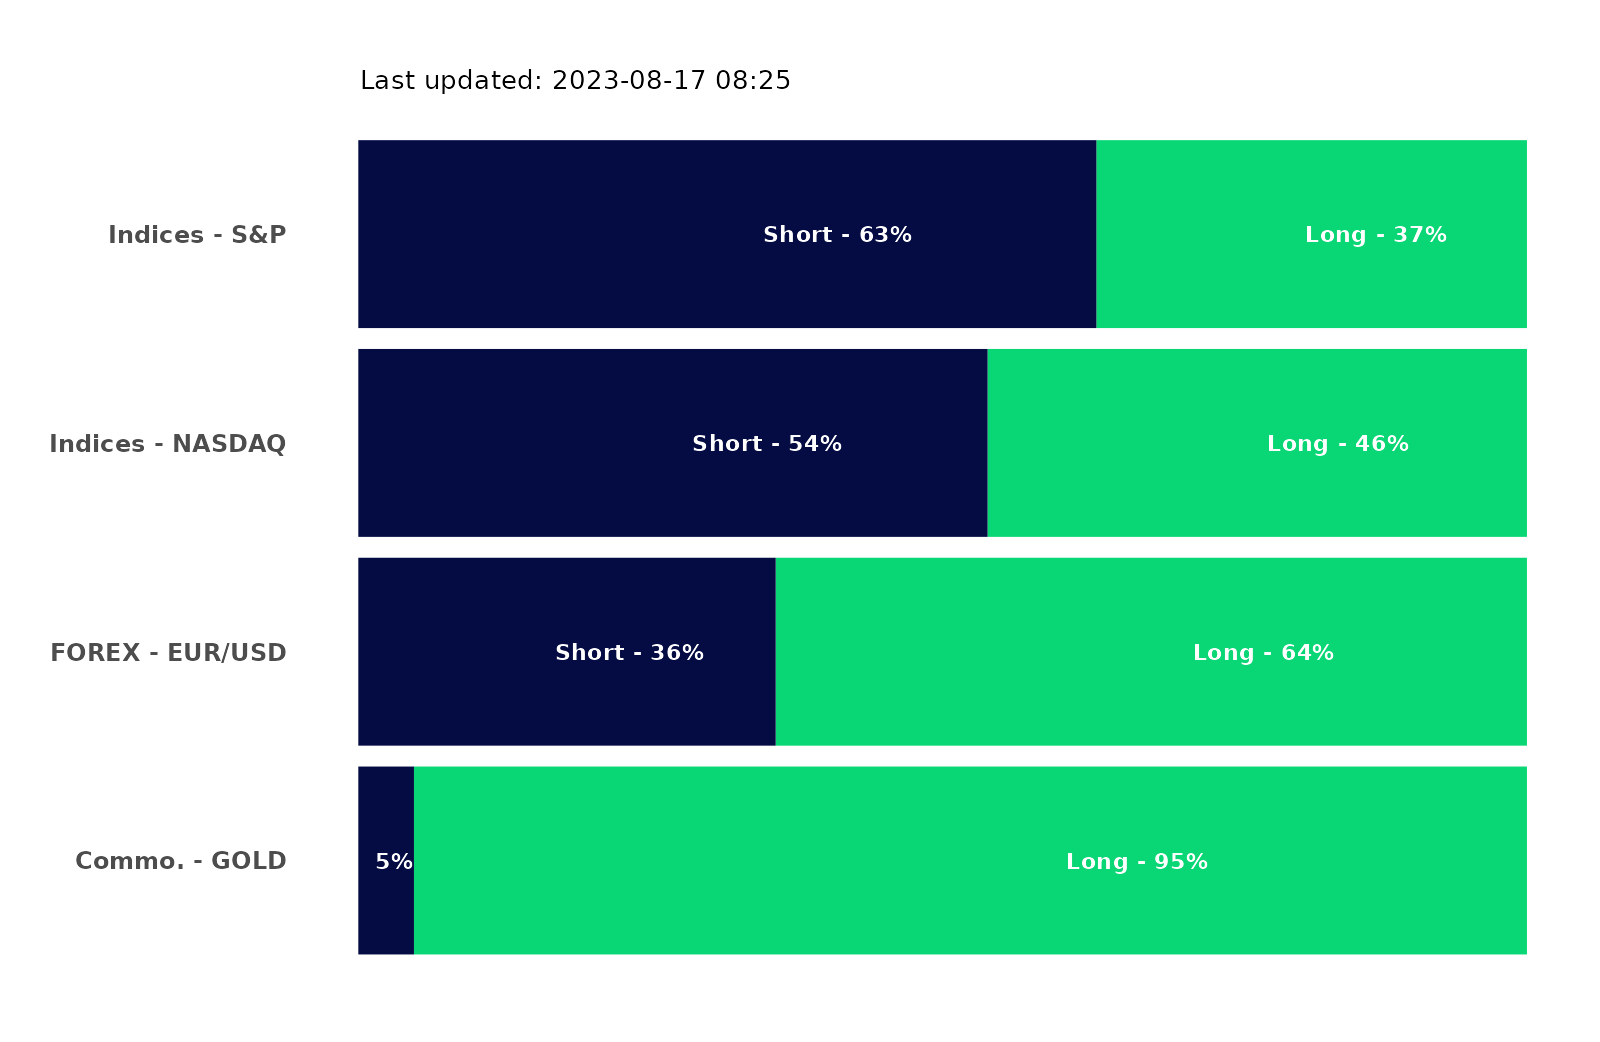 Last updated: 2023-08-17 08:25
Indices - S&P Short - 63% Long - 37%
Indices - NASDAQ Short - 54% Long - 46%
FOREX - EUR/USD Short - 36% Long - 64%
Commo. - GOLD 5% Long - 95%